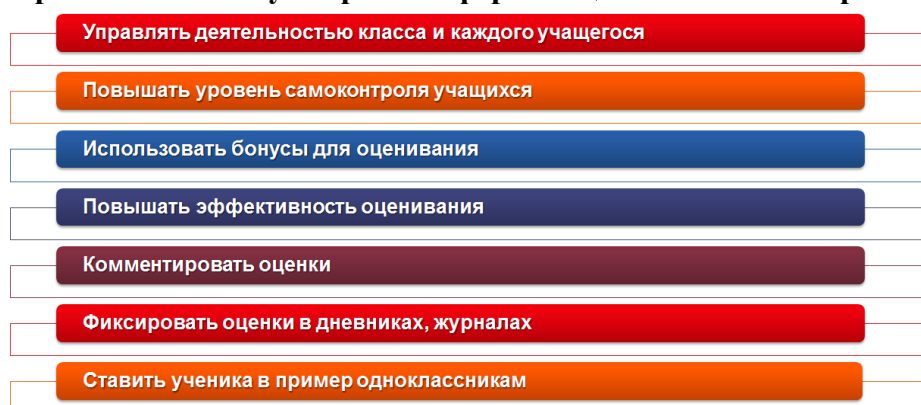 Управлять деятельностью класса и каждого учащегося
Повышать уровень самоконтроля учащихся
Использовать бонусы для оценивания
Повышать эффективность оценивания
Комментировать оценки
Фиксировать оценки в дневниках, журналах
Ставить ученика в пример одноклассникам